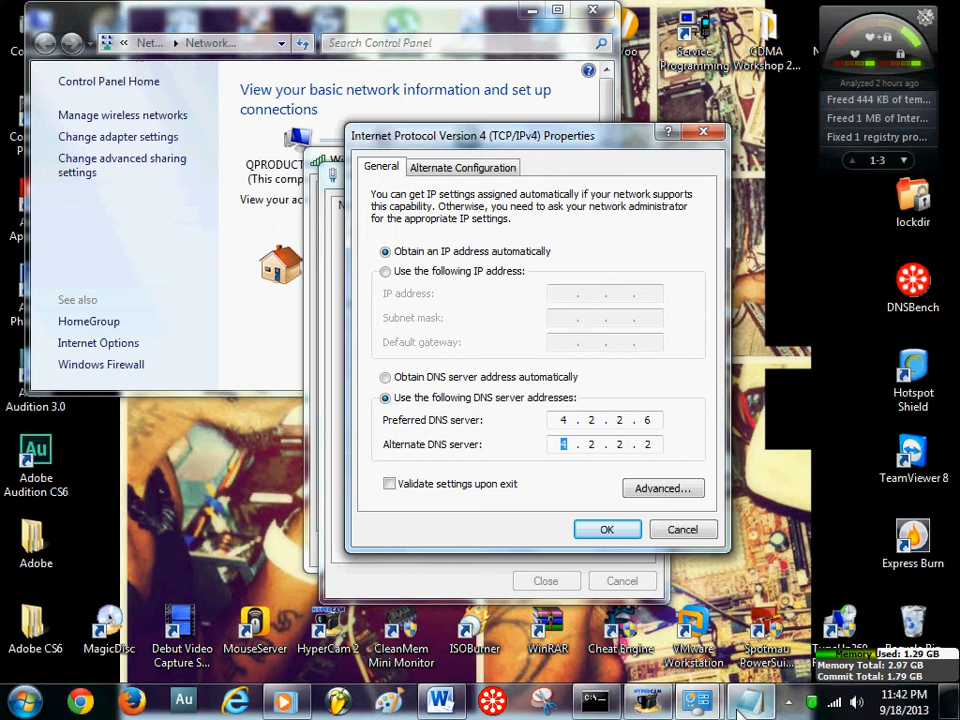 Net...
Network...
Search Control Panel
Control Panel Home
Manage wireless networks
Change adapter settings
Change advanced sharing
settings
See also
HomeGroup
Internet Options
Windows Firewall
View your basic network information and set up
connections
QPRODUCT
(This comp
View your ac
Internet Protocol Version 4 (TCP/IPv4) Properties
General
Alternate Configuration
You can get IP settings assigned automatically if your network supports
this capability. Otherwise, you need to ask your network administrator
for the appropriate IP settings.
Obtain an IP address automatically
Use the following IP address:
IP address:
Subnet mask:
Default gateway:
Obtain DNS server address automatically
Use the following DNS server addresses:
Preferred DNS server:
4 . 2 . 2 . 6
Alternate DNS server:
4 . 2 . 2 . 2
Validate settings upon exit
Advanced...
OK
Cancel
Close
Cancel
Service
Programming
CDMA
Workshop 2...
Analyzed 2 hours ago
Freed 444 KB of tem...
Freed 1 MB of Inter...
Fixed 1 registry pro...
1-3
lockdir
DNSBench
Hotspot
Shield
TeamViewer 8
Express Burn
Audition 3.0
Au
Adobe
Audition CS6
Adobe
Adobe CS6
MagicDisc
Debut Video
Capture S...
MouseServer
HYPERCAM
HyperCam 2
CleanMem
Mini Monitor
ISOBurner
WinRAR
Cheat Engine
VMware
Workstation
Spotmau
PowerSui...
Memory Used: 1.29 GB
Memory Total: 2.97 GB
Commit Total: 1.79 GB
Au
HYPERCAM
11:42 PM
9/18/2013